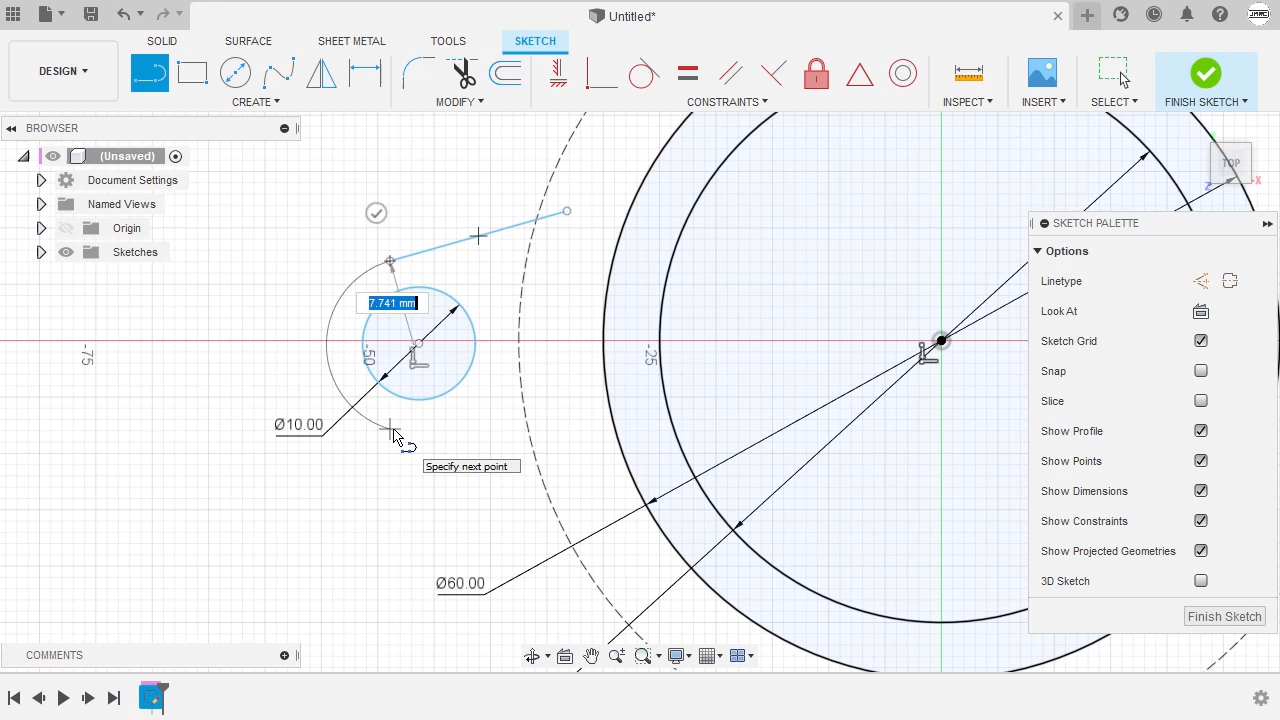 Untitled*
JMRC
DESIGN
SOLID
SURFACE
SHEET METAL
TOOLS
SKETCH
CREATE
MODIFY
CONSTRAINTS
INSPECT
INSERT
SELECT
FINISH SKETCH
BROWSER
(Unsaved)
Document Settings
Named Views
Origin
Sketches
TOP
X
Y
Z
7.741 mm
-75
-50
-25
Ø10.00
Specify next point
Ø60.00
SKETCH PALETTE
Options
Linetype
Look At
Sketch Grid
Snap
Slice
Show Profile
Show Points
Show Dimensions
Show Constraints
Show Projected Geometries
3D Sketch
Finish Sketch
COMMENTS